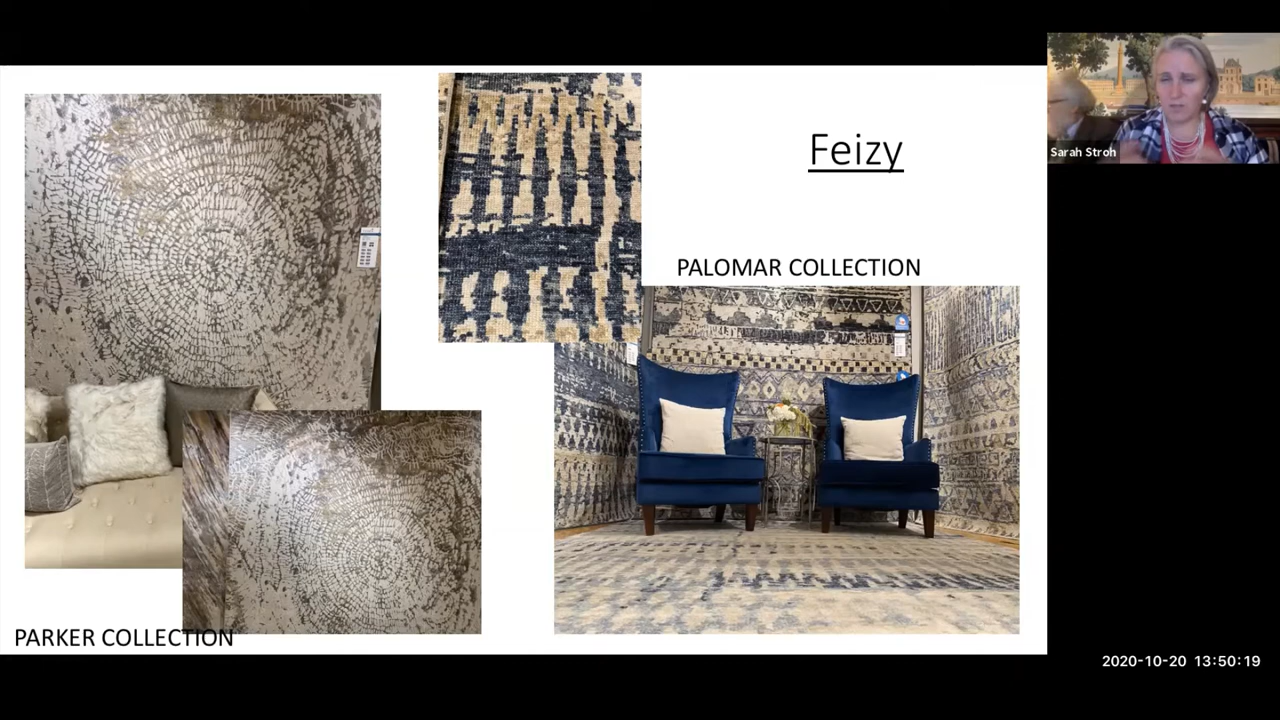 Feizy
PALOMAR COLLECTION
PARKER COLLECTION
Sarah Stroh
2020-10-20 13:50:19